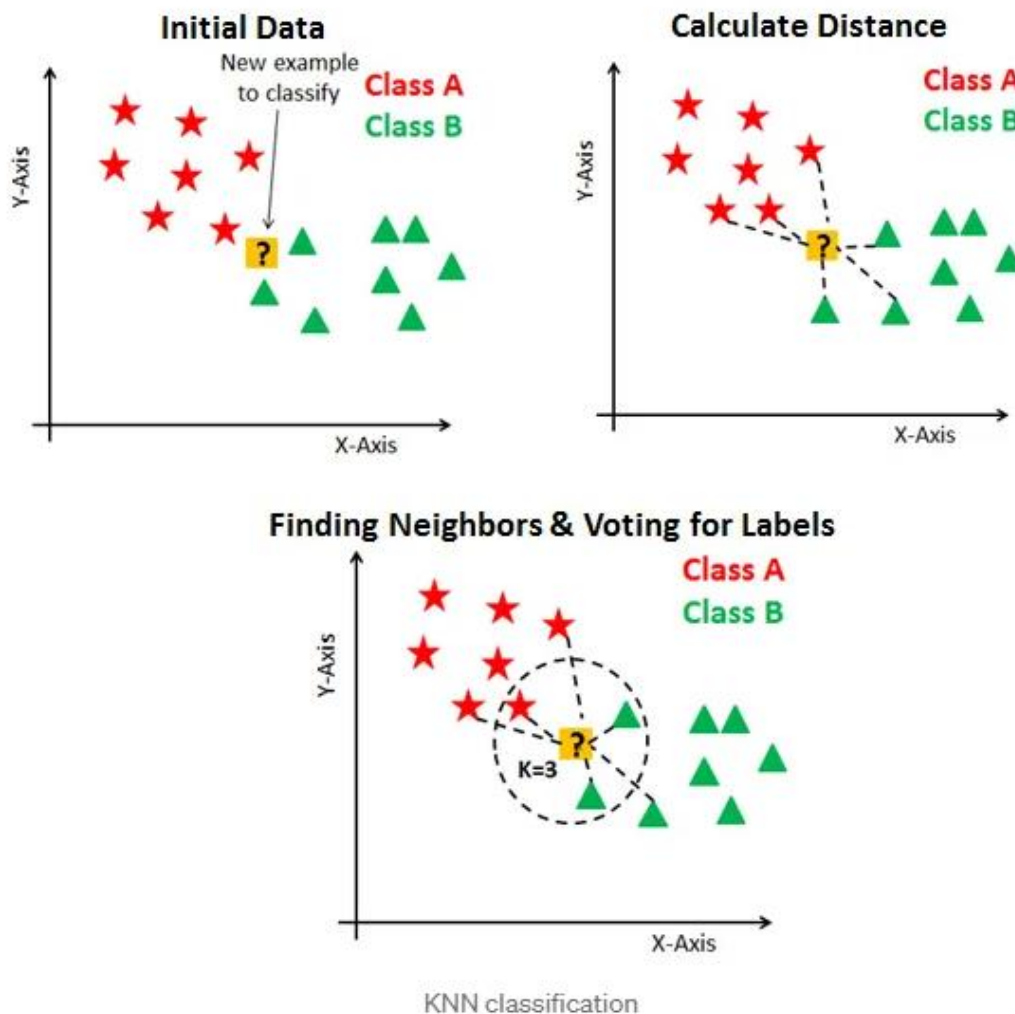 Initial Data
New example
to classify
Class A
Class B
Y-Axis
?
X-Axis
Calculate Distance
Class A
Class B
Y-Axis
?
X-Axis
Finding Neighbors & Voting for Labels
Class A
Class B
Y-Axis
?
K=3
X-Axis
KNN classification